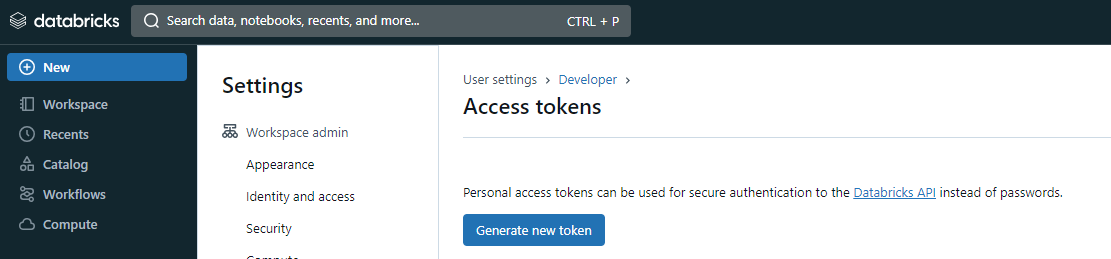 databricks
Search data, notebooks, recents, and more...
CTRL + P
New
Workspace
Recents
Catalog
Workflows
Compute
Settings
Workspace admin
Appearance
Identity and access
Security
User settings > Developer >
Access tokens
Personal access tokens can be used for secure authentication to the Databricks API instead of passwords.
Generate new token